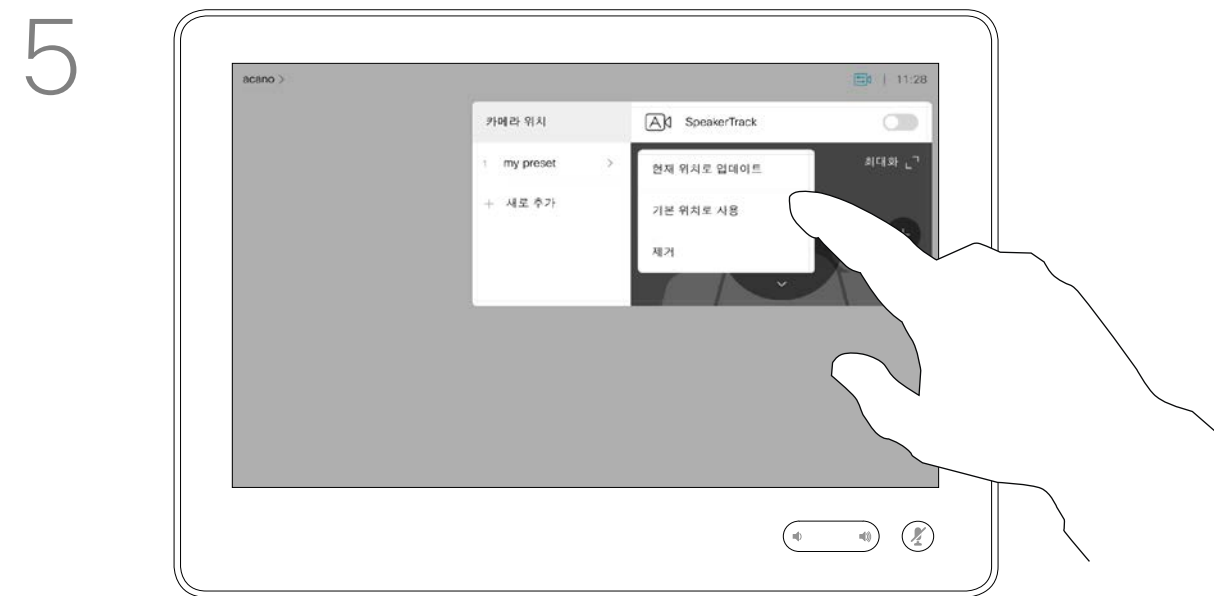 5
acano >
| 11:28
카메라 위치
SpeakerTrack
1 my preset >
현재 위치로 업데이트
최대화
+ 새로 추가
기본 위치로 사용
제거